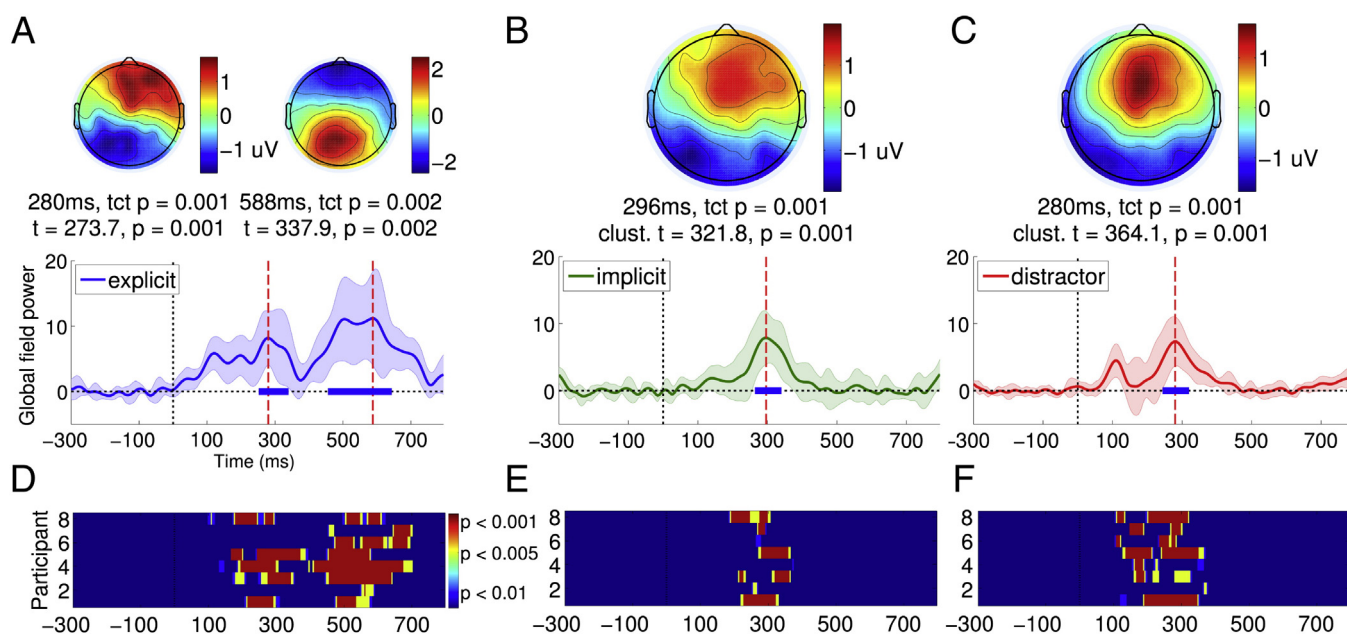 A
B
C
1
0
−1 uV
2
0
−2
1
0
−1 uV
1
0
−1 uV
280ms, tct p = 0.001
t = 273.7, p = 0.001
588ms, tct p = 0.002
t = 337.9, p = 0.002
296ms, tct p = 0.001
clust. t = 321.8, p = 0.001
280ms, tct p = 0.001
clust. t = 364.1, p = 0.001
Global field power
20
10
0
explicit
−300 −100 100 300 500 700
Time (ms)
20
10
0
implicit
−300 −100 100 300 500 700
20
10
0
distractor
−300 −100 100 300 500 700
D
E
F
Participant
8
6
4
2
−300 −100 100 300 500 700
p < 0.001
p < 0.005
p < 0.01
8
6
4
2
−300 −100 100 300 500 700
8
6
4
2
−300 −100 100 300 500 700